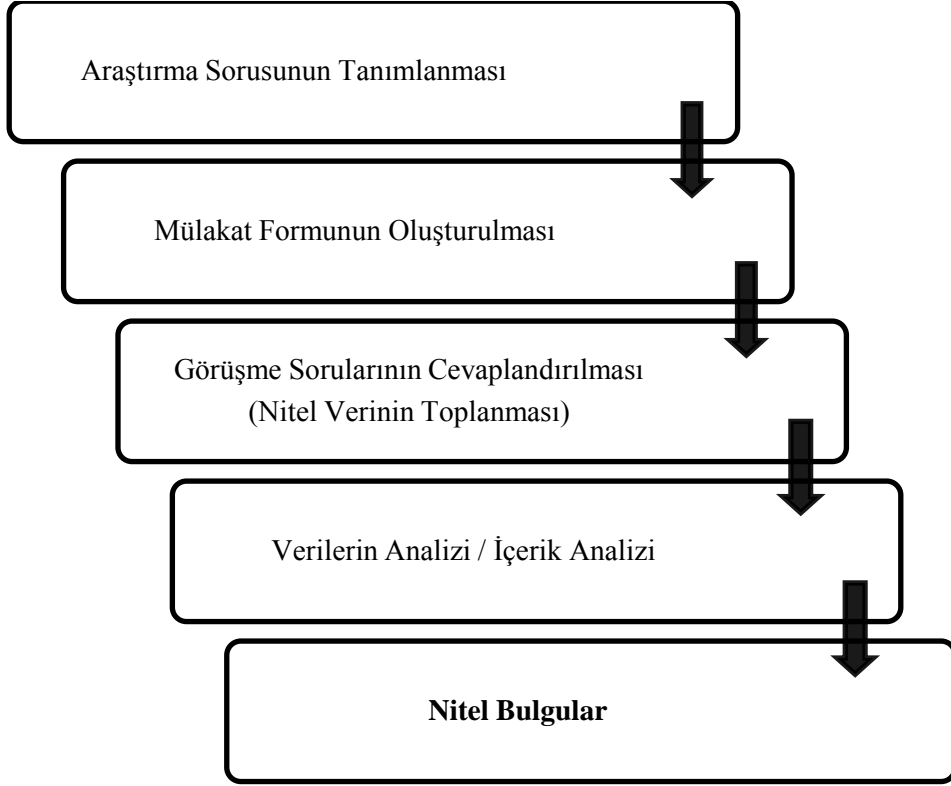 Araştırma Sorusunun Tanımlanması
Mülakat Formunun Oluşturulması
Görüşme Sorularının Cevaplandırılması
(Nitel Verinin Toplanması)
Verilerin Analizi / İçerik Analizi
Nitel Bulgular